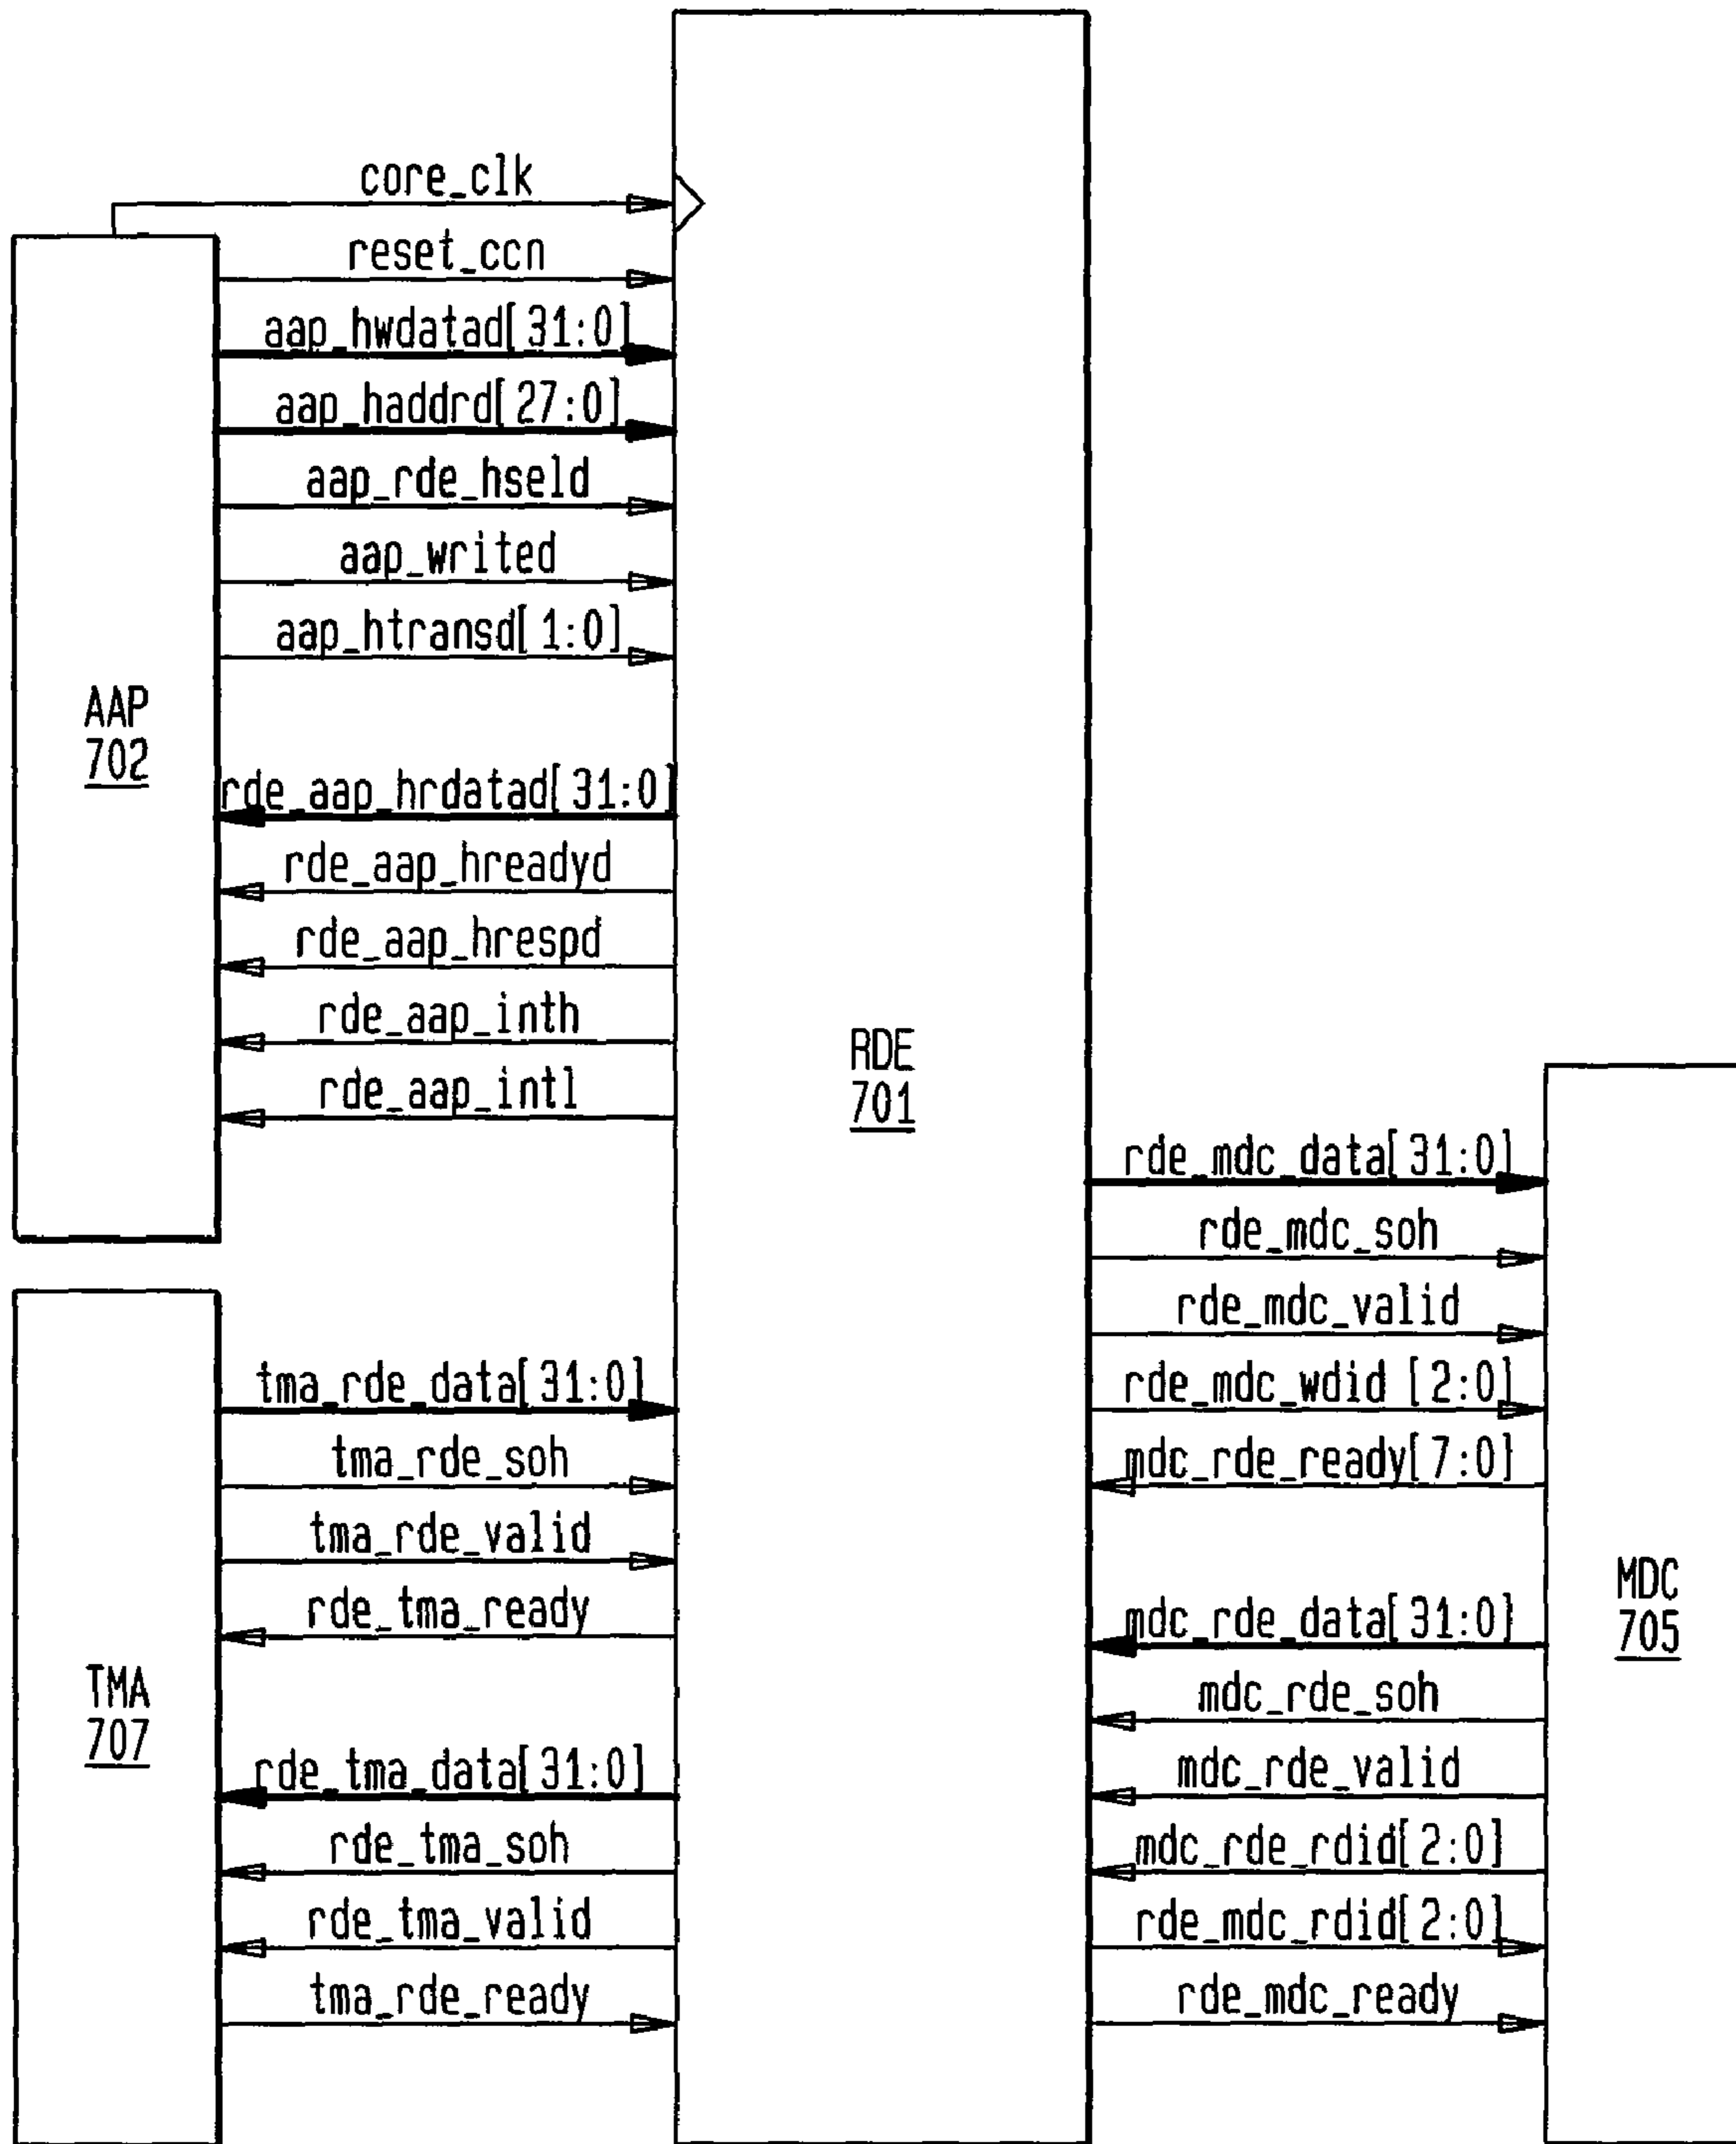 core_clk
reset_ccn
aap_hwdatad[31:0]
aap_haddrd[27:0]
aap_rde_hseld
aap_writed
aap_htransd[1:0]
AAP
702
rde_aap_hrdatad[31:0]
rde_aap_hreadyd
rde_aap_hrespd
rde_aap_inth
rde_aap_intl
TMA
707
tma_rde_data[31:0]
tma_rde_soh
tma_rde_valid
rde_tma_ready
rde_tma_data[31:0]
rde_tma_soh
rde_tma_valid
tma_rde_ready
RDE
701
rde_mdc_data[31:0]
rde_mdc_soh
rde_mdc_valid
rde_mdc_wdid [2:0]
mdc_rde_ready[7:0]
mdc_rde_data[31:0]
mdc_rde_soh
mdc_rde_valid
mdc_rde_rdid[2:0]
rde_mdc_rdid[2:0]
rde_mdc_ready
MDC
705